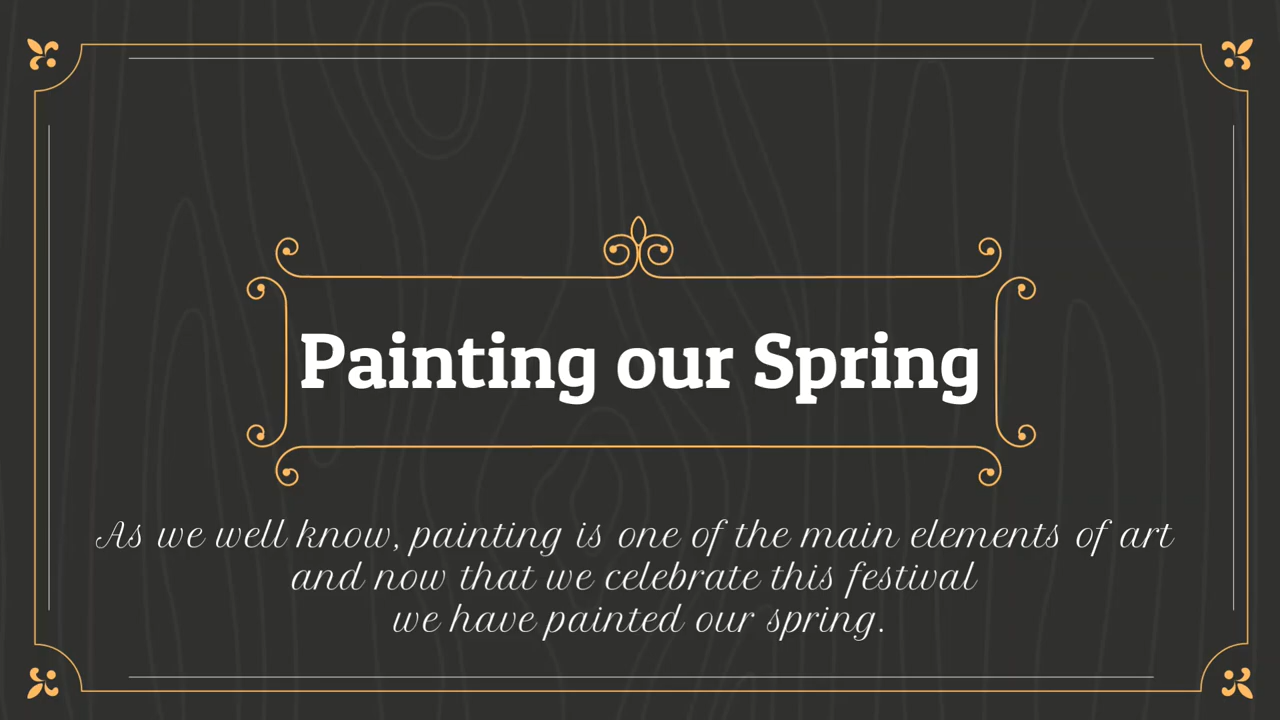 Painting our Spring
As we well know, painting is one of the main elements of art
and now that we celebrate this festival
we have painted our spring.